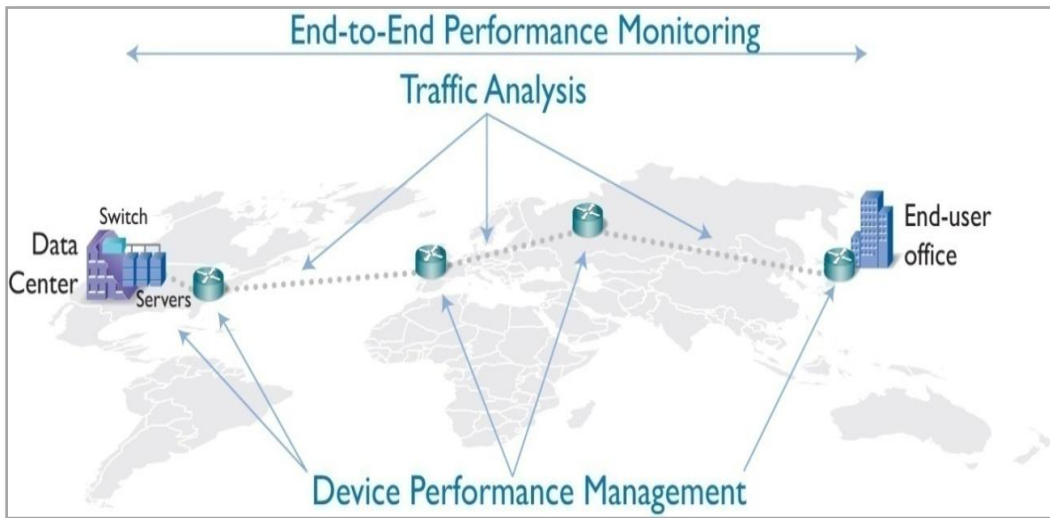 End-to-End Performance Monitoring
Traffic Analysis
Switch
Data
Center
Servers
End-user
office
Device Performance Management